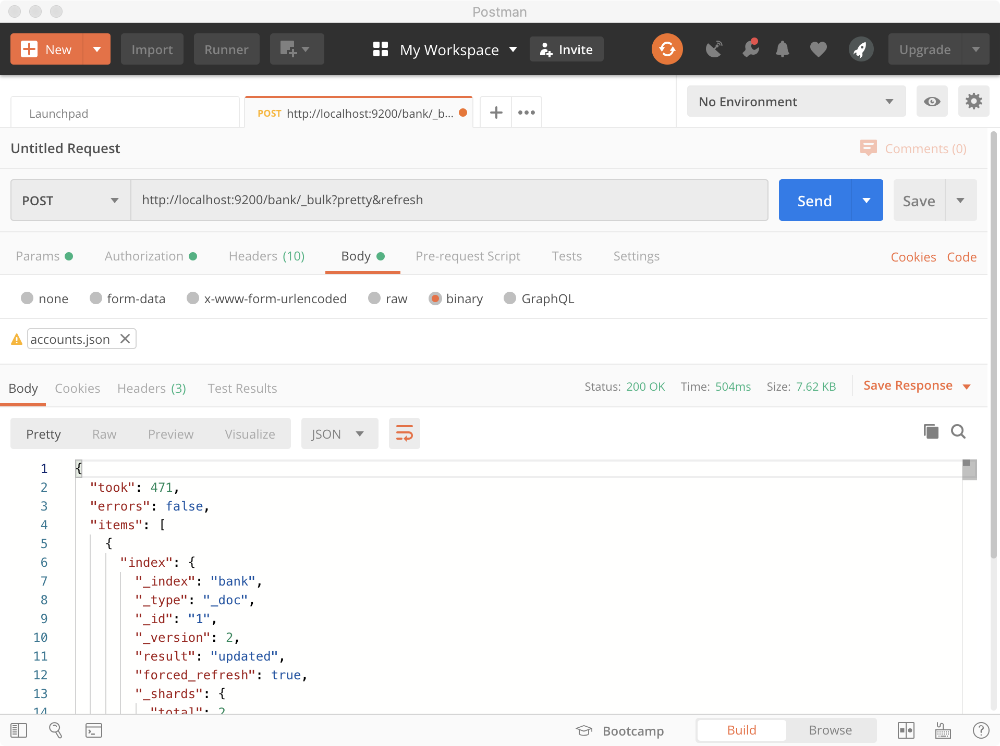 Postman
New Import Runner My Workspace Invite Upgrade
Launchpad POST http://localhost:9200/bank/_b... No Environment
Untitled Request Comments (0)
POST http://localhost:9200/bank/_bulk?pretty&refresh Send Save
Params Authorization Headers (10) Body Pre-request Script Tests Settings Cookies Code
none form-data x-www-form-urlencoded raw binary GraphQL
accounts.json
Body Cookies Headers (3) Test Results Status: 200 OK Time: 504ms Size: 7.62 KB Save Response
Pretty Raw Preview Visualize JSON
1 {
2 "took": 471,
3 "errors": false,
4 "items": [
5 {
6 "index": {
7 "_index": "bank",
8 "_type": "_doc",
9 "_id": "1",
10 "_version": 2,
11 "result": "updated",
12 "forced_refresh": true,
13 "_shards": {
14 "total": 2
Bootcamp Build Browse